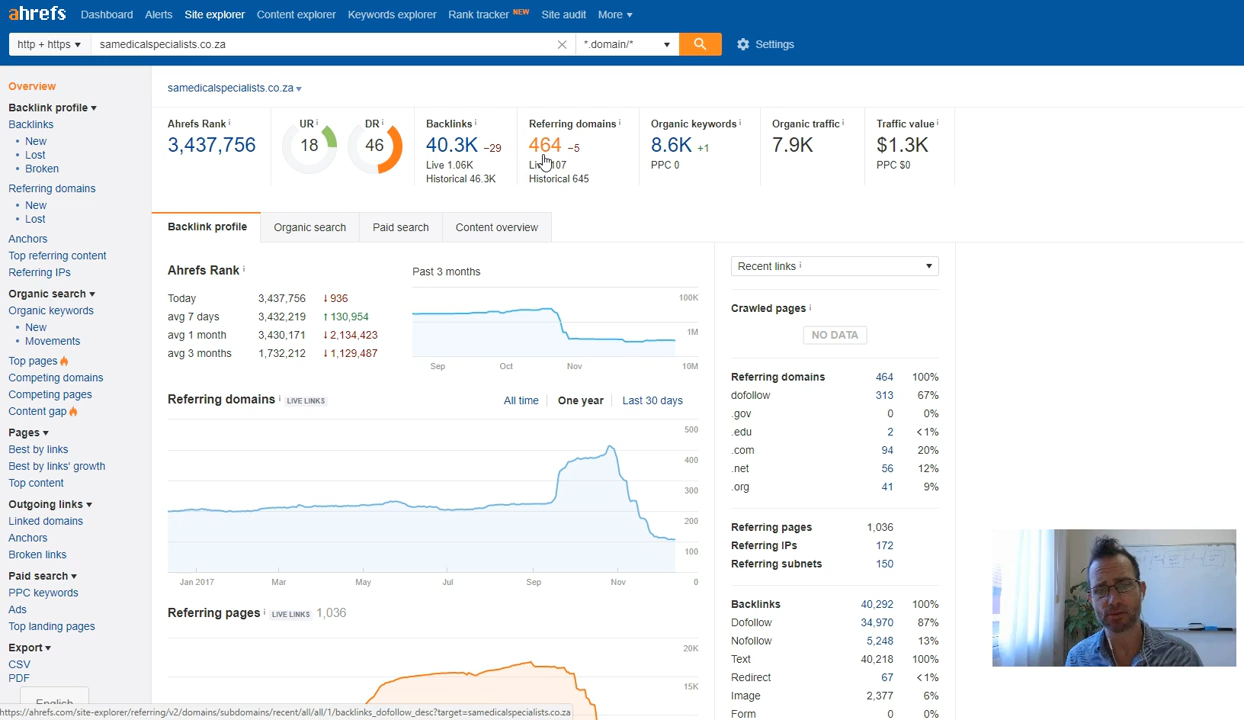 ahrefs Dashboard Alerts Site explorer Content explorer Keywords explorer Rank tracker NEW Site audit More
http + https samedicalspecialists.co.za *.domain/* Settings
Overview
Backlink profile
Backlinks
New
Lost
Broken
Referring domains
New
Lost
Anchors
Top referring content
Referring IPs
Organic search
Organic keywords
New
Movements
Top pages
Competing domains
Competing pages
Content gap
Pages
Best by links
Best by links' growth
Top content
Outgoing links
Linked domains
Anchors
Broken links
Paid search
PPC keywords
Ads
Top landing pages
Export
CSV
PDF
English
samedicalspecialists.co.za
Ahrefs Rank
3,437,756
UR
18
DR
46
Backlinks
40.3K -29
Live 1.06K
Historical 46.3K
Referring domains
464 -5
Historical 645
Organic keywords
8.6K +1
PPC 0
Organic traffic
7.9K
Traffic value
$1.3K
PPC $0
Backlink profile Organic search Paid search Content overview
Ahrefs Rank
Today 3,437,756 ↓936
avg 7 days 3,432,219 ↑130,954
avg 1 month 3,430,171 ↓2,134,423
avg 3 months 1,732,212 ↓1,129,487
Past 3 months
100K
1M
10M
Sep Oct Nov
Referring domains LIVE LINKS All time One year Last 30 days
500
400
300
200
100
0
Jan 2017 Mar May Jul Sep Nov
Referring pages LIVE LINKS 1,036
20K
15K
Recent links
Crawled pages
NO DATA
Referring domains 464 100%
dofollow 313 67%
.gov 0 0%
.edu 2 <1%
.com 94 20%
.net 56 12%
.org 41 9%
Referring pages 1,036
Referring IPs 172
Referring subnets 150
Backlinks 40,292 100%
Dofollow 34,970 87%
Nofollow 5,248 13%
Text 40,218 100%
Redirect 67 <1%
Image 2,377 6%
Form 0 0%
https://ahrefs.com/site-explorer/referring/v2/domains/subdomains/recent/all/all/1/backlinks_dofollow_desc?target=samedicalspecialists.co.za